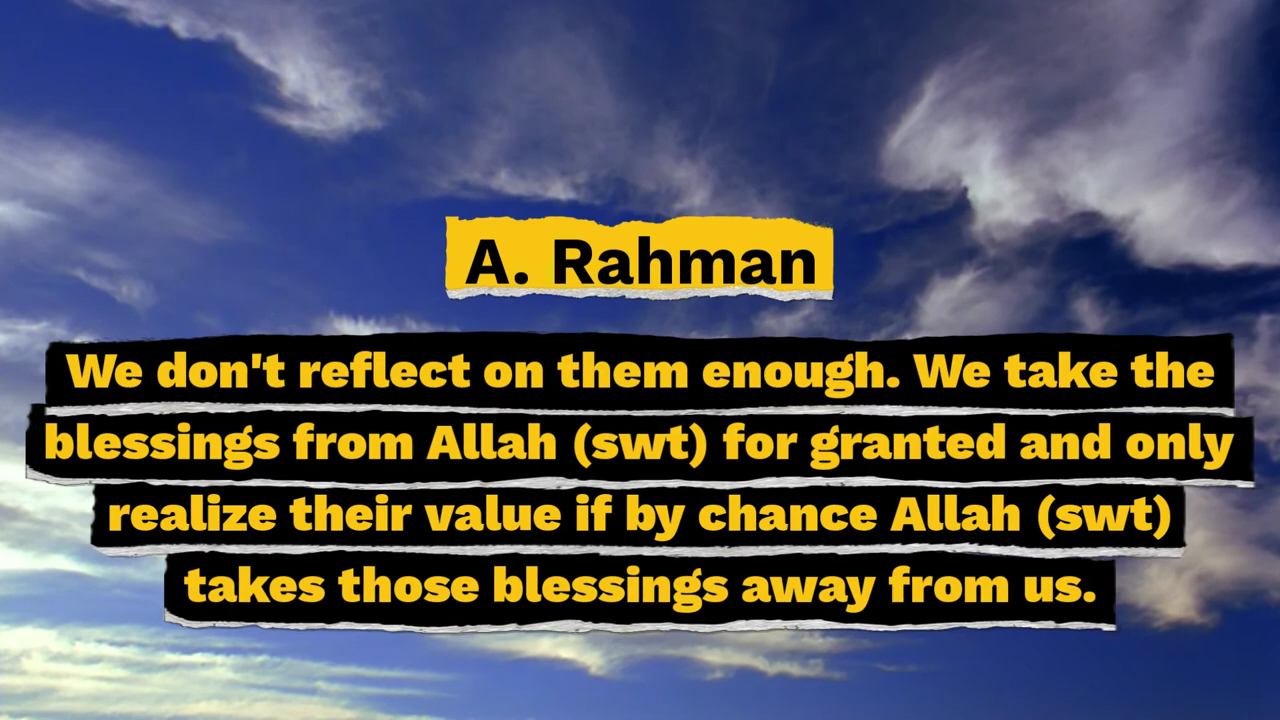 A. Rahman
We don't reflect on them enough. We take the
blessings from Allah (swt) for granted and only
realize their value if by chance Allah (swt)
takes those blessings away from us.